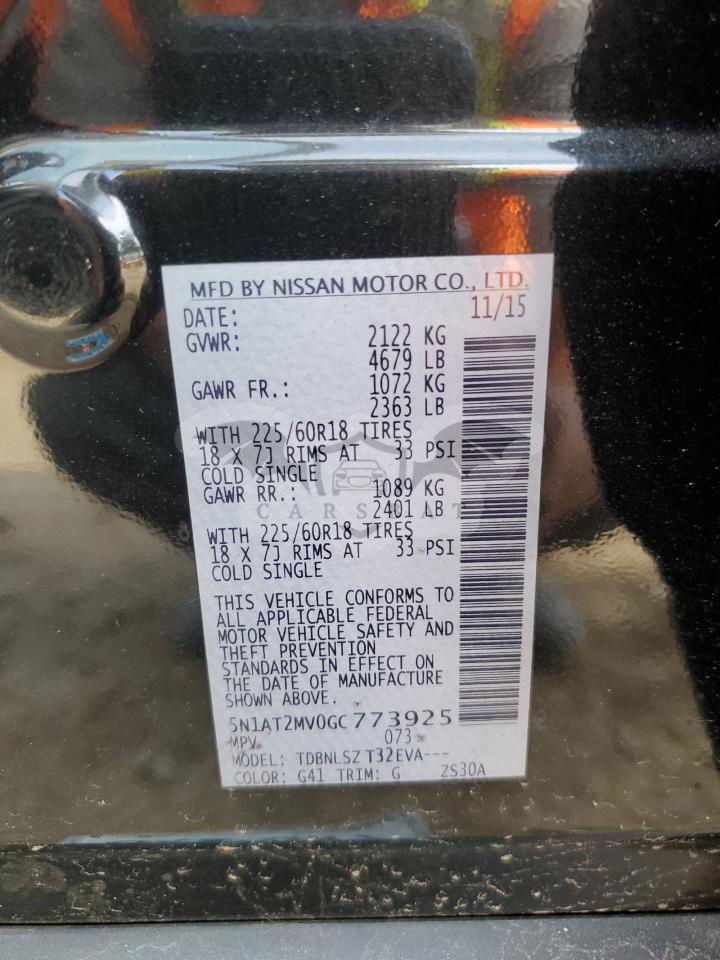 MFD BY NISSAN MOTOR CO., LTD.
DATE: 11/15
GVWR: 2122 KG
4679 LB
GAWR FR.: 1072 KG
2363 LB
WITH 225/60R18 TIRES
18 X 7J RIMS AT 33 PSI
COLD SINGLE
GAWR RR.: 1089 KG
2401 LB
WITH 225/60R18 TIRES
18 X 7J RIMS AT 33 PSI
COLD SINGLE
THIS VEHICLE CONFORMS TO
ALL APPLICABLE FEDERAL
MOTOR VEHICLE SAFETY AND
THEFT PREVENTION
STANDARDS IN EFFECT ON
THE DATE OF MANUFACTURE
SHOWN ABOVE.
5N1AT2MV0GC773925
MPV 073
MODEL: TDBNLSZ T32EVA---
COLOR: G41 TRIM: G ZS30A